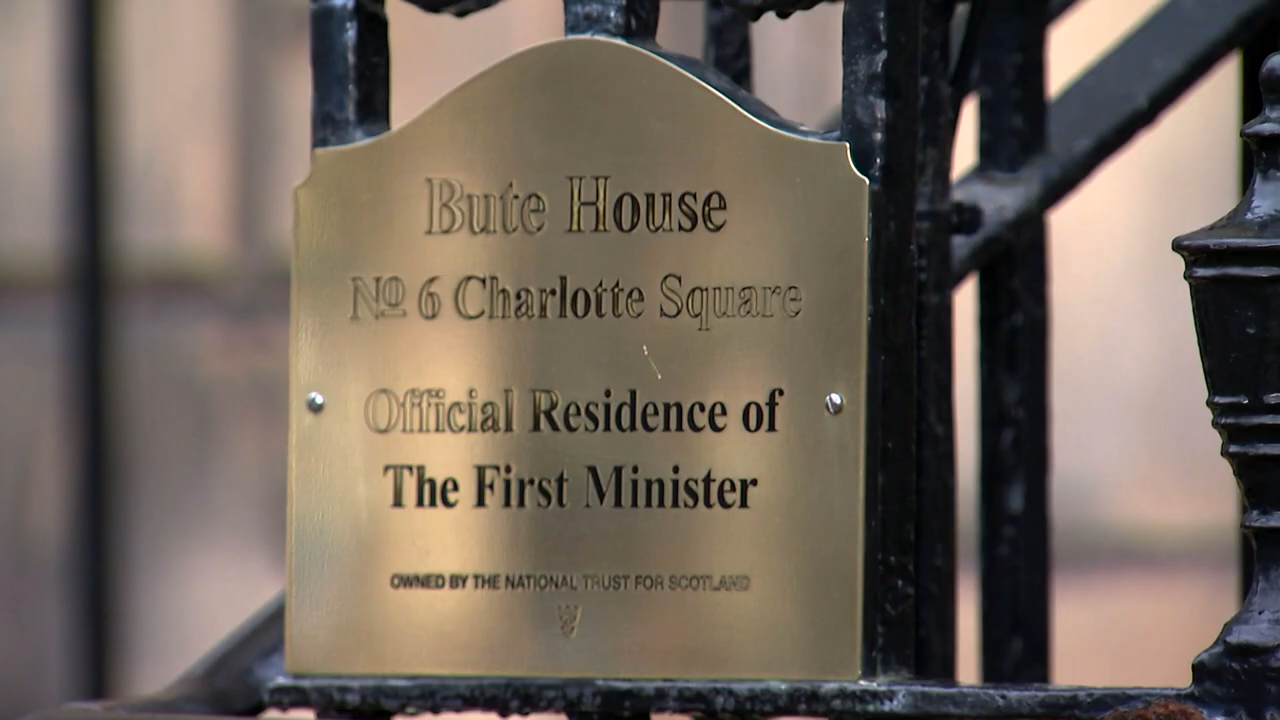 Bute House
№ 6 Charlotte Square
Official Residence of
The First Minister
OWNED BY THE NATIONAL TRUST FOR SCOTLAND